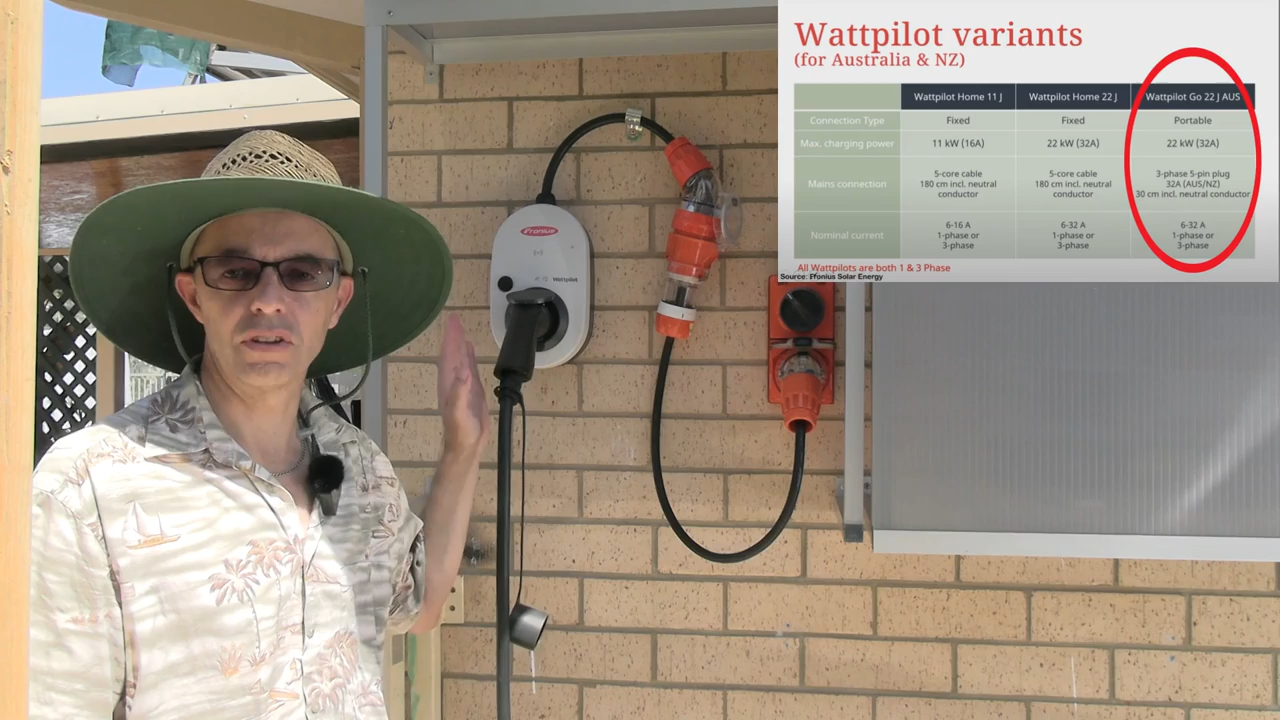 Wattpilot variants
(for Australia & NZ)
Wattpilot Home 11 J Wattpilot Home 22 J Wattpilot Go 22 J AUS
Connection Type Fixed Fixed Portable
Max. charging power 11 kW (16A) 22 kW (32A) 22 kW (32A)
Mains connection
5-core cable
180 cm incl. neutral
conductor
5-core cable
180 cm incl. neutral
conductor
3-phase 5-pin plug
32A (AUS/NZ)
30 cm incl. neutral conductor
Nominal current
6-16 A
1-phase or
3-phase
6-32 A
1-phase or
3-phase
6-32 A
1-phase or
3-phase
All Wattpilots are both 1 & 3 Phase
Source: Fronius Solar Energy
Fronius
Wattpilot